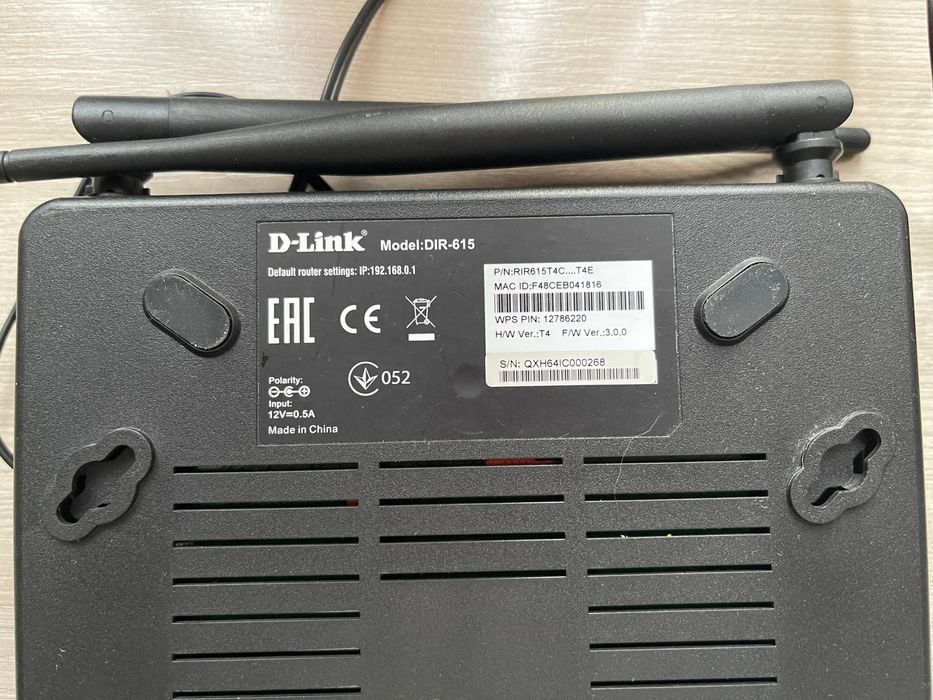 D-Link® Model:DIR-615
Default router settings: IP:192.168.0.1
EAC CE
052
Polarity:
Input:
12V=0.5A
Made in China
P/N:RIR615T4C....T4E
MAC ID:F48CEB041816
WPS PIN: 12786220
H/W Ver.:T4 F/W Ver.:3.0.0
S/N: QXH64IC000268